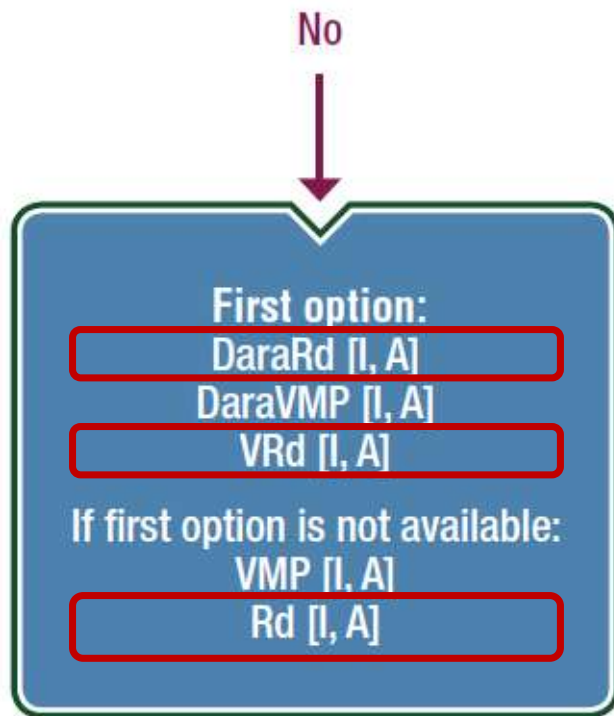 No
First option:
DaraRd [I, A]
DaraVMP [I, A]
VRd [I, A]
If first option is not available:
VMP [I, A]
Rd [I, A]